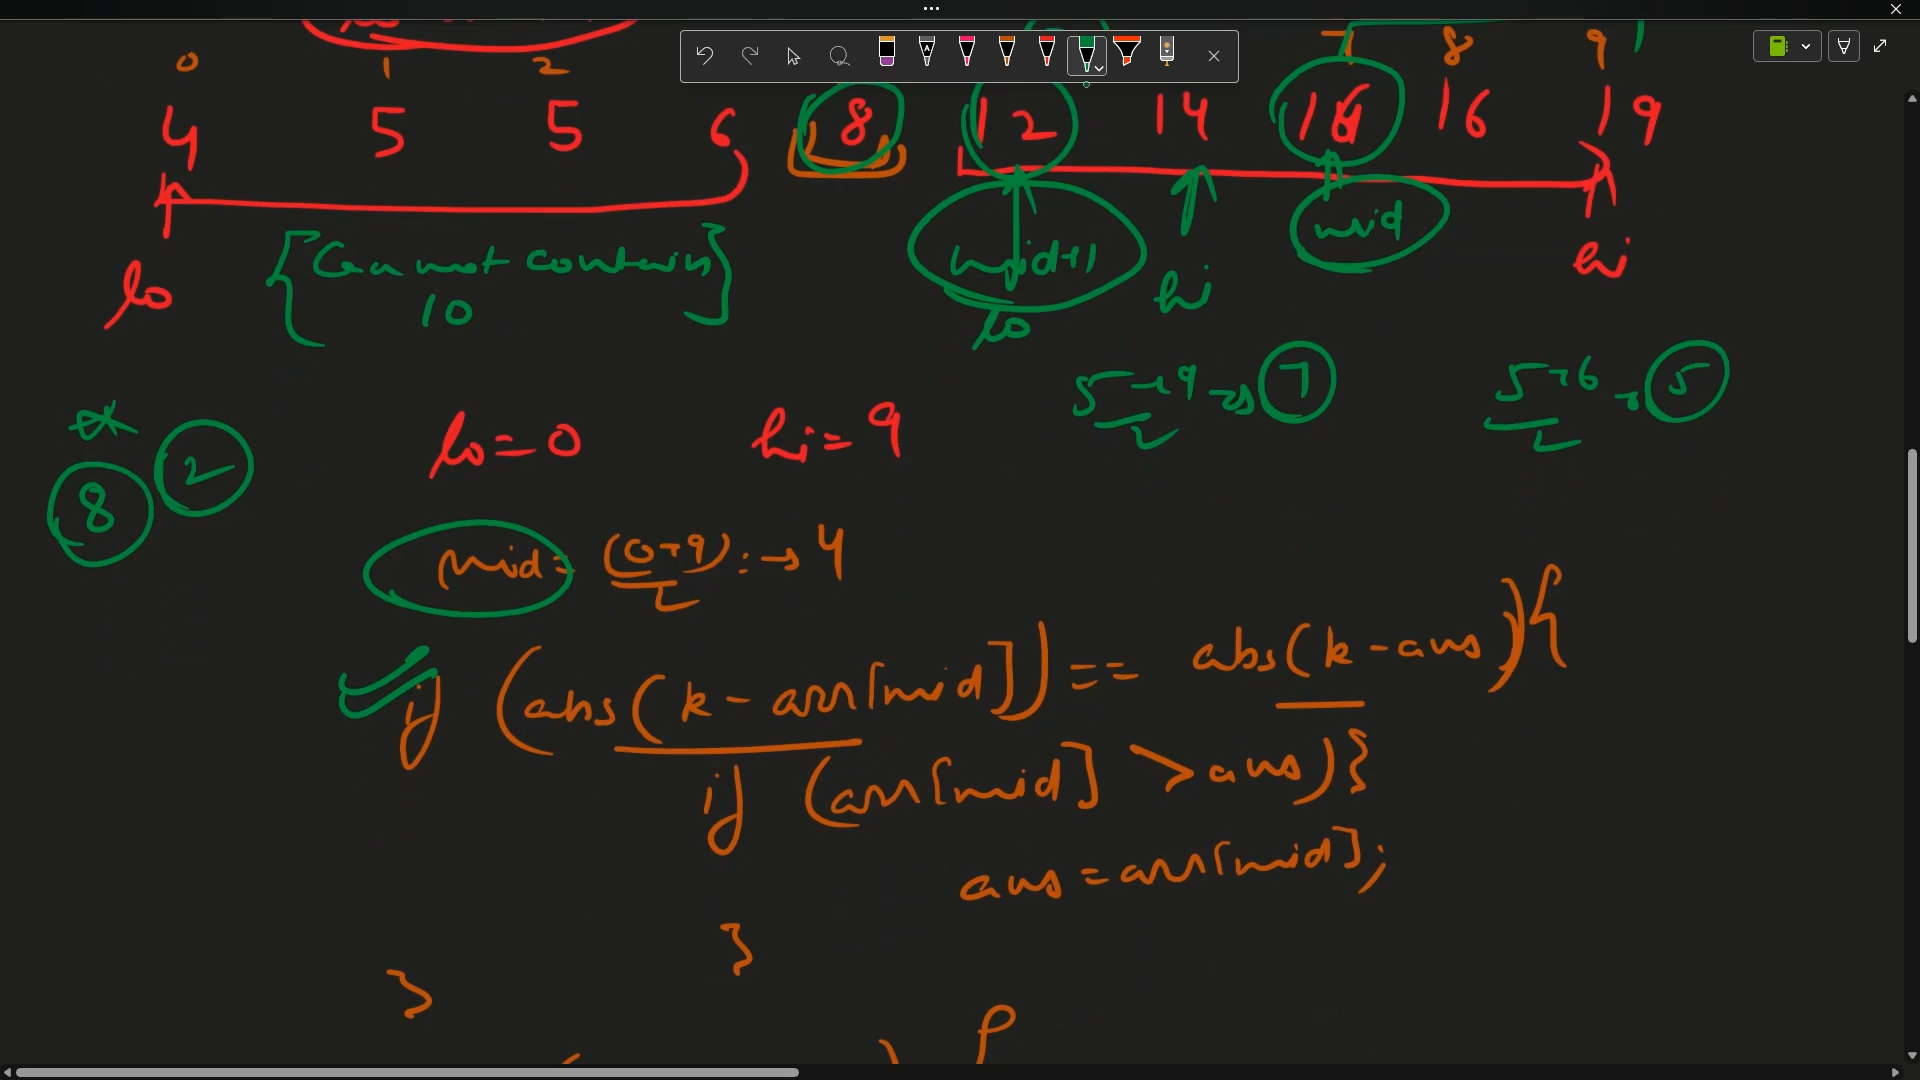 0 1 2 7 8 9
4 5 5 6 8 12 14 16 16 19
lo {Cannot contain 10} mid+1 lo hi mid hi
8 2
lo=0 hi=9
5+9/2 → 7 5+6/2 → 5
mid= (0+9)/2 : → 4
if (abs(k-arr[mid]) == abs(k-ans)){
if (arr[mid] > ans){
ans=arr[mid];
}
}